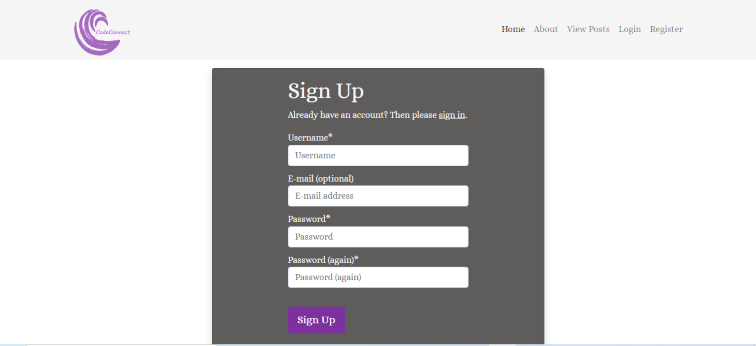 CodeConnect
Home About View Posts Login Register
Sign Up
Already have an account? Then please sign in.
Username*
Username
E-mail (optional)
E-mail address
Password*
Password
Password (again)*
Password (again)
Sign Up